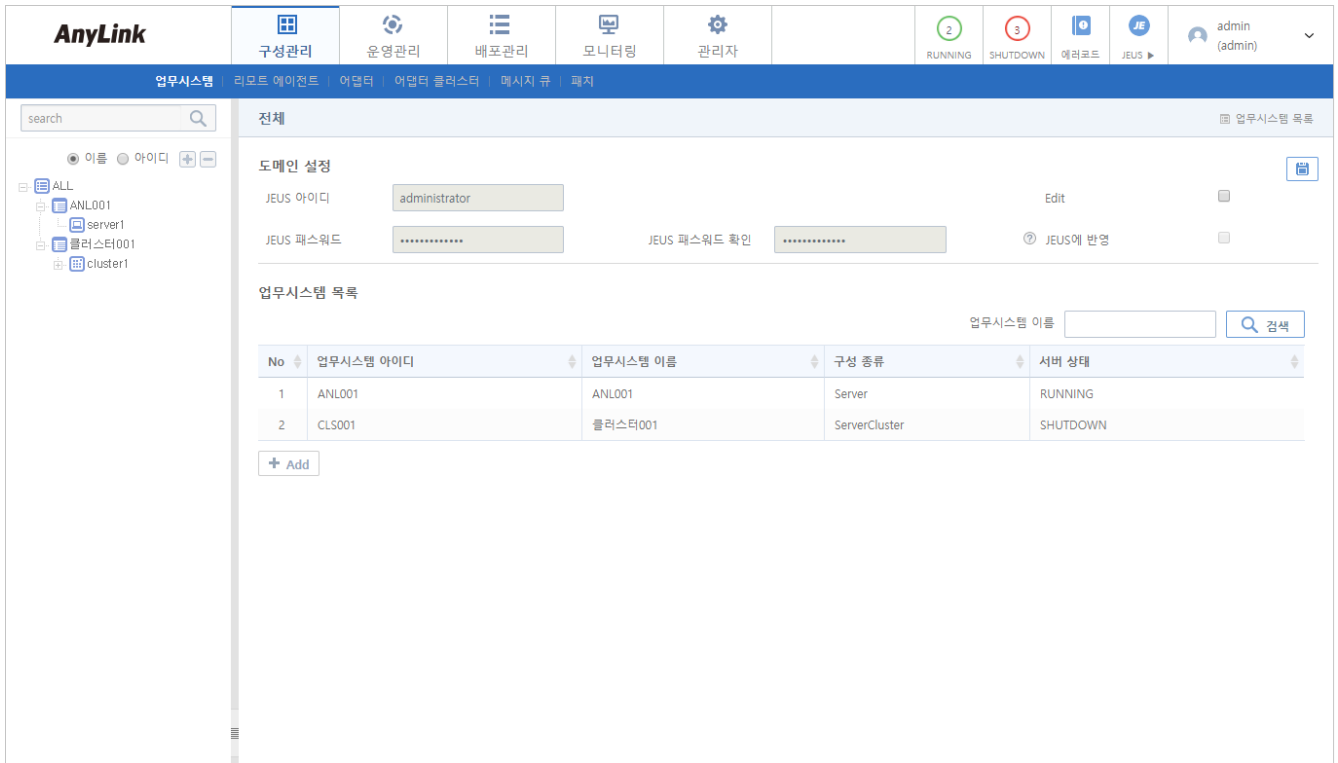 AnyLink
구성관리
운영관리
배포관리
모니터링
관리자
2
RUNNING
3
SHUTDOWN
에러코드
JE
JEUS ▶
admin
(admin)
업무시스템 | 리모트 에이전트 | 어댑터 | 어댑터 클러스터 | 메시지 큐 | 패치
search
이름 아이디
ALL
ANL001
server1
클러스터001
cluster1
전체
업무시스템 목록
도메인 설정
JEUS 아이디 administrator Edit
JEUS 패스워드 ••••••••••••• JEUS 패스워드 확인 ••••••••••••• ? JEUS에 반영
업무시스템 목록
업무시스템 이름 검색
No 업무시스템 아이디 업무시스템 이름 구성 종류 서버 상태
1 ANL001 ANL001 Server RUNNING
2 CLS001 클러스터001 ServerCluster SHUTDOWN
+ Add